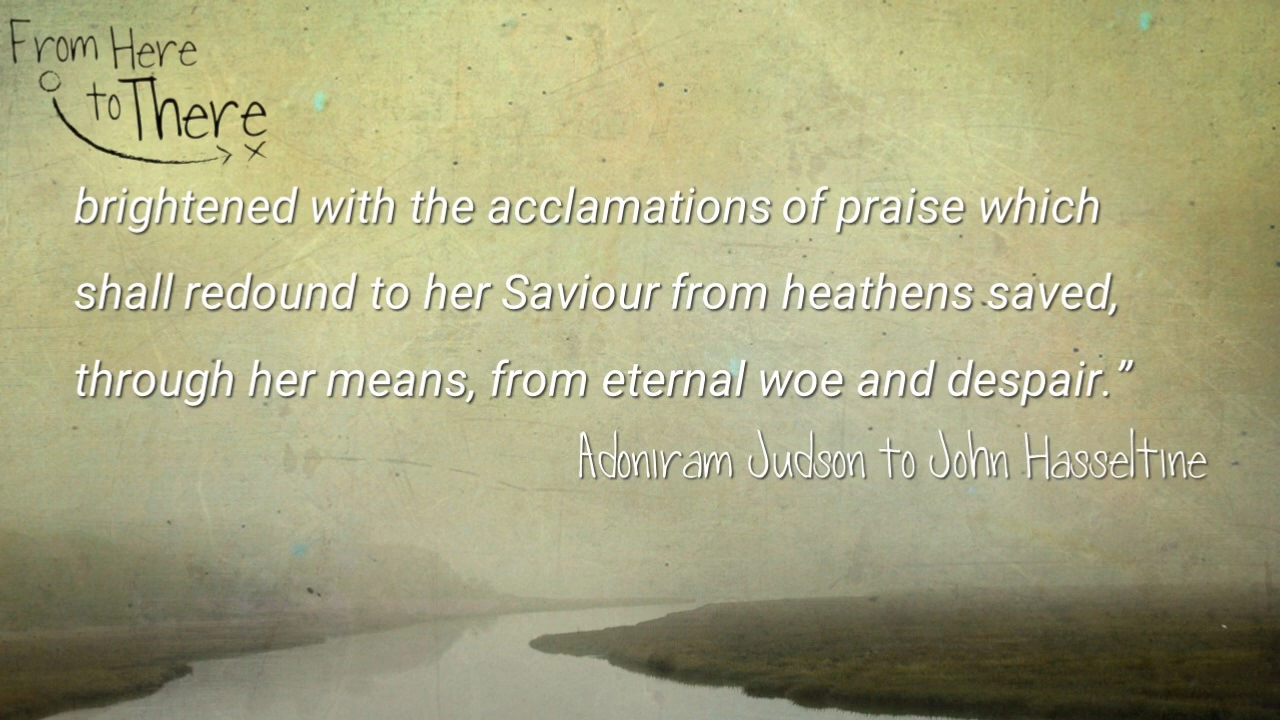 From Here
to There
x
brightened with the acclamations of praise which
shall redound to her Saviour from heathens saved,
through her means, from eternal woe and despair.”
Adoniram Judson to John Hasseltine